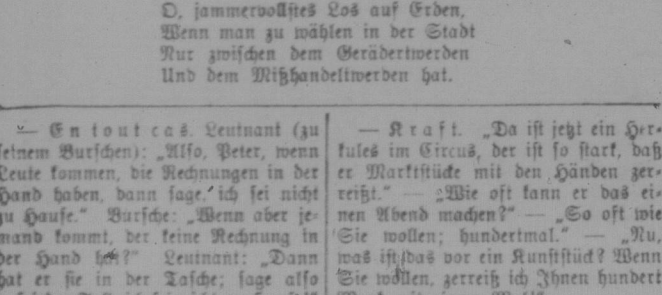 O, jammervollstes Los auf Erden,
Wenn man zu wählen in der Stadt
Nur zwischen dem Gerädertwerden
Und dem Mißhandeltwerden hat.
— En tout cas. Leutnant (zu
seinem Burschen): „Also, Peter, wenn
Leute kommen, die Rechnungen in der
Hand haben, dann sage, ich sei nicht
zu Hause.“ Bursche: „Wenn aber je-
mand kommt, der keine Rechnung in
der Hand hat?“ Leutnant: „Dann
hat er sie in der Tasche; sage also
— Kraft. „Da ist jetzt ein Her-
kules im Circus, der ist so stark, daß
er Marktstücke mit den Händen zer-
reißt.“ — „Wie oft kann er das ei-
nen Abend machen?“ — „So oft wie
Sie wollen; hundertmal.“ — „Nu,
was ist das vor ein Kunststück? Wenn
Sie wollen, zerreiß ich Ihnen hundert